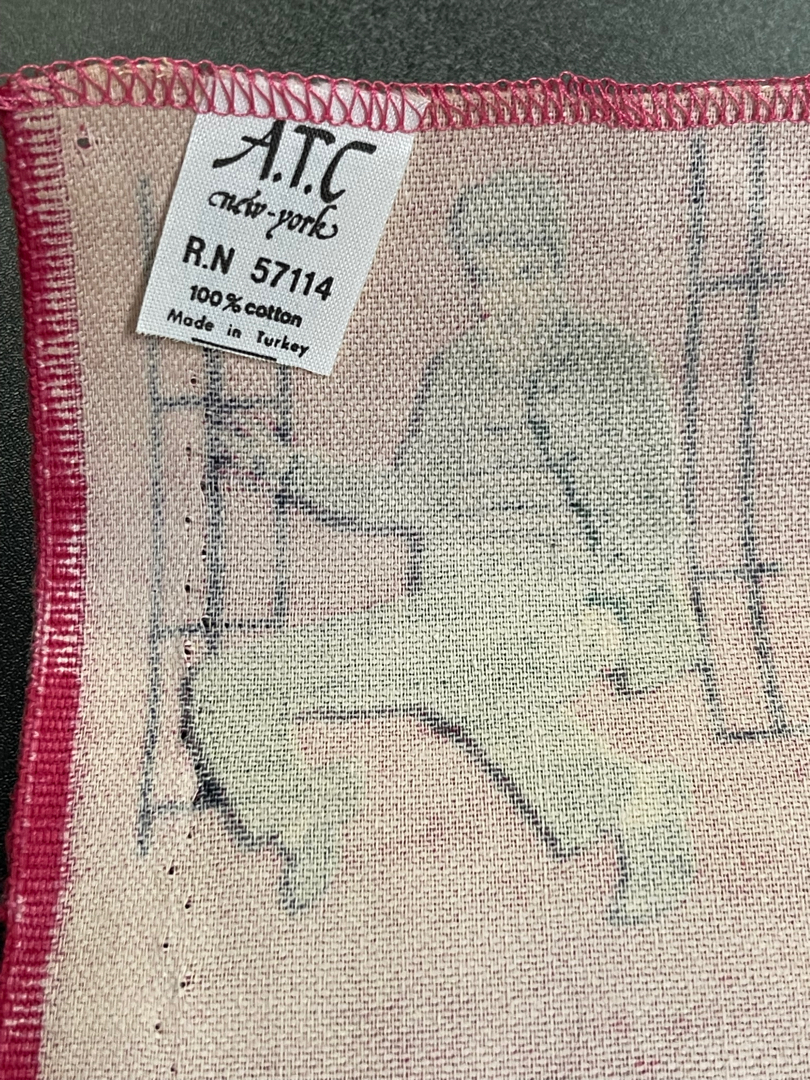 A.T.C
new-york
R.N 57114
100% cotton
Made in Turkey